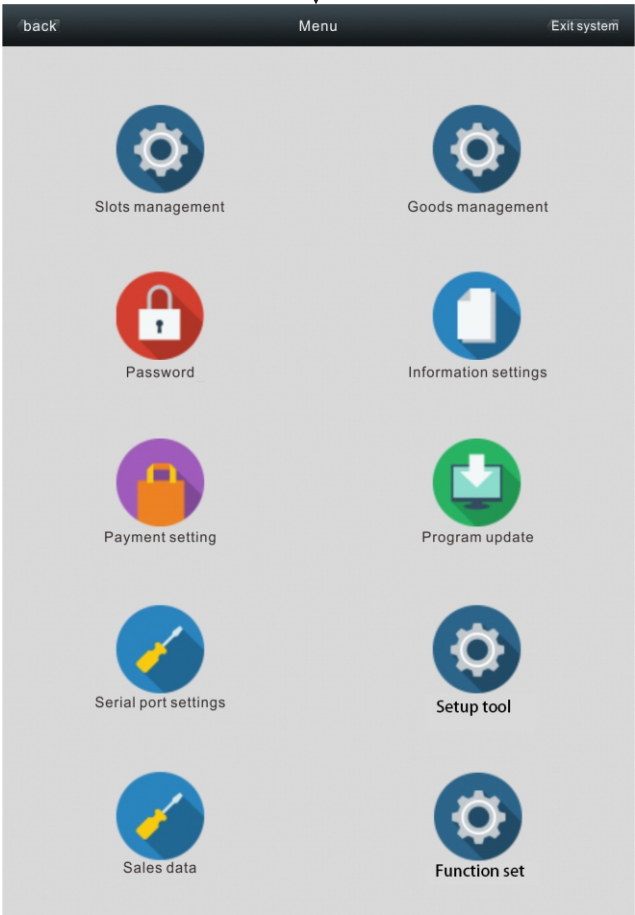 back Menu Exit system
Slots management Goods management
Password Information settings
Payment setting Program update
Serial port settings Setup tool
Sales data Function set